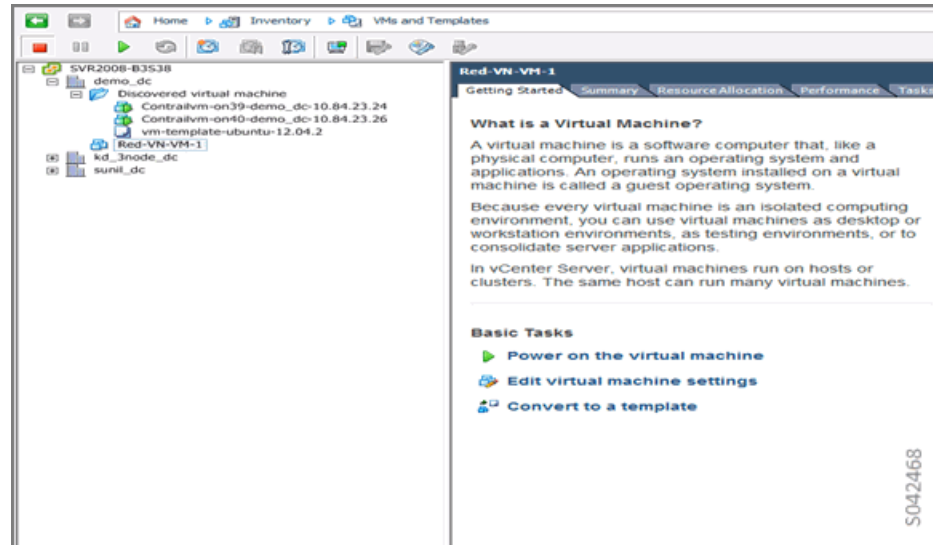 Home Inventory VMs and Templates
SVR2008-B3S38
demo_dc
Discovered virtual machine
Contrailvm-on39-demo_dc-10.84.23.24
Contrailvm-on40-demo_dc-10.84.23.26
vm-template-ubuntu-12.04.2
Red-VN-VM-1
kd_3node_dc
sunil_dc
Red-VN-VM-1
Getting Started Summary Resource Allocation Performance Tasks
What is a Virtual Machine?
A virtual machine is a software computer that, like a
physical computer, runs an operating system and
applications. An operating system installed on a virtual
machine is called a guest operating system.
Because every virtual machine is an isolated computing
environment, you can use virtual machines as desktop or
workstation environments, as testing environments, or to
consolidate server applications.
In vCenter Server, virtual machines run on hosts or
clusters. The same host can run many virtual machines.
Basic Tasks
Power on the virtual machine
Edit virtual machine settings
Convert to a template
S042468